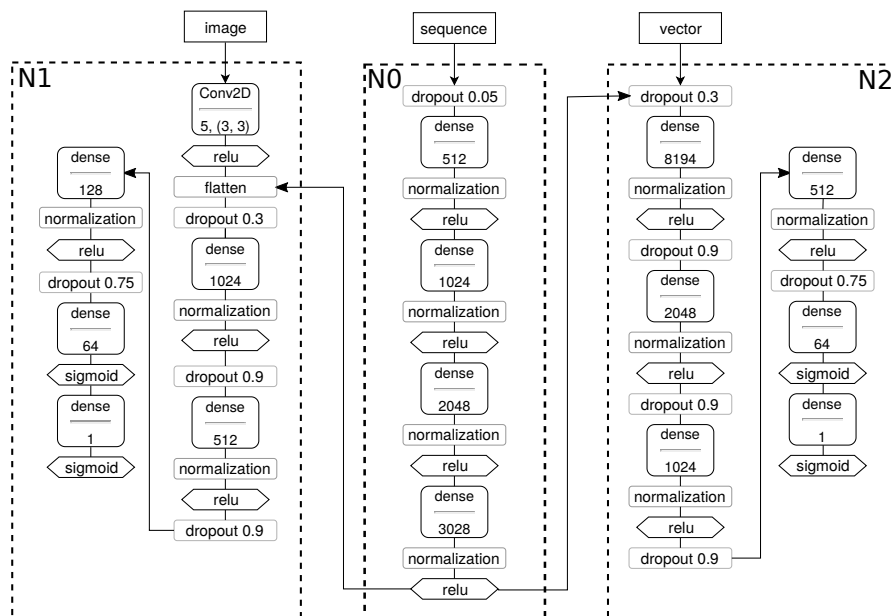 image
sequence
vector
N1
Conv2D
5, (3, 3)
relu
flatten
dropout 0.3
dense
1024
normalization
relu
dropout 0.9
dense
512
normalization
relu
dropout 0.9
dense
128
normalization
relu
dropout 0.75
dense
64
sigmoid
dense
1
sigmoid
N0
dropout 0.05
dense
512
normalization
relu
dense
1024
normalization
relu
dense
2048
normalization
relu
dense
3028
normalization
relu
N2
dropout 0.3
dense
8194
normalization
relu
dropout 0.9
dense
2048
normalization
relu
dropout 0.9
dense
1024
normalization
relu
dropout 0.9
dense
512
normalization
relu
dropout 0.75
dense
64
sigmoid
dense
1
sigmoid